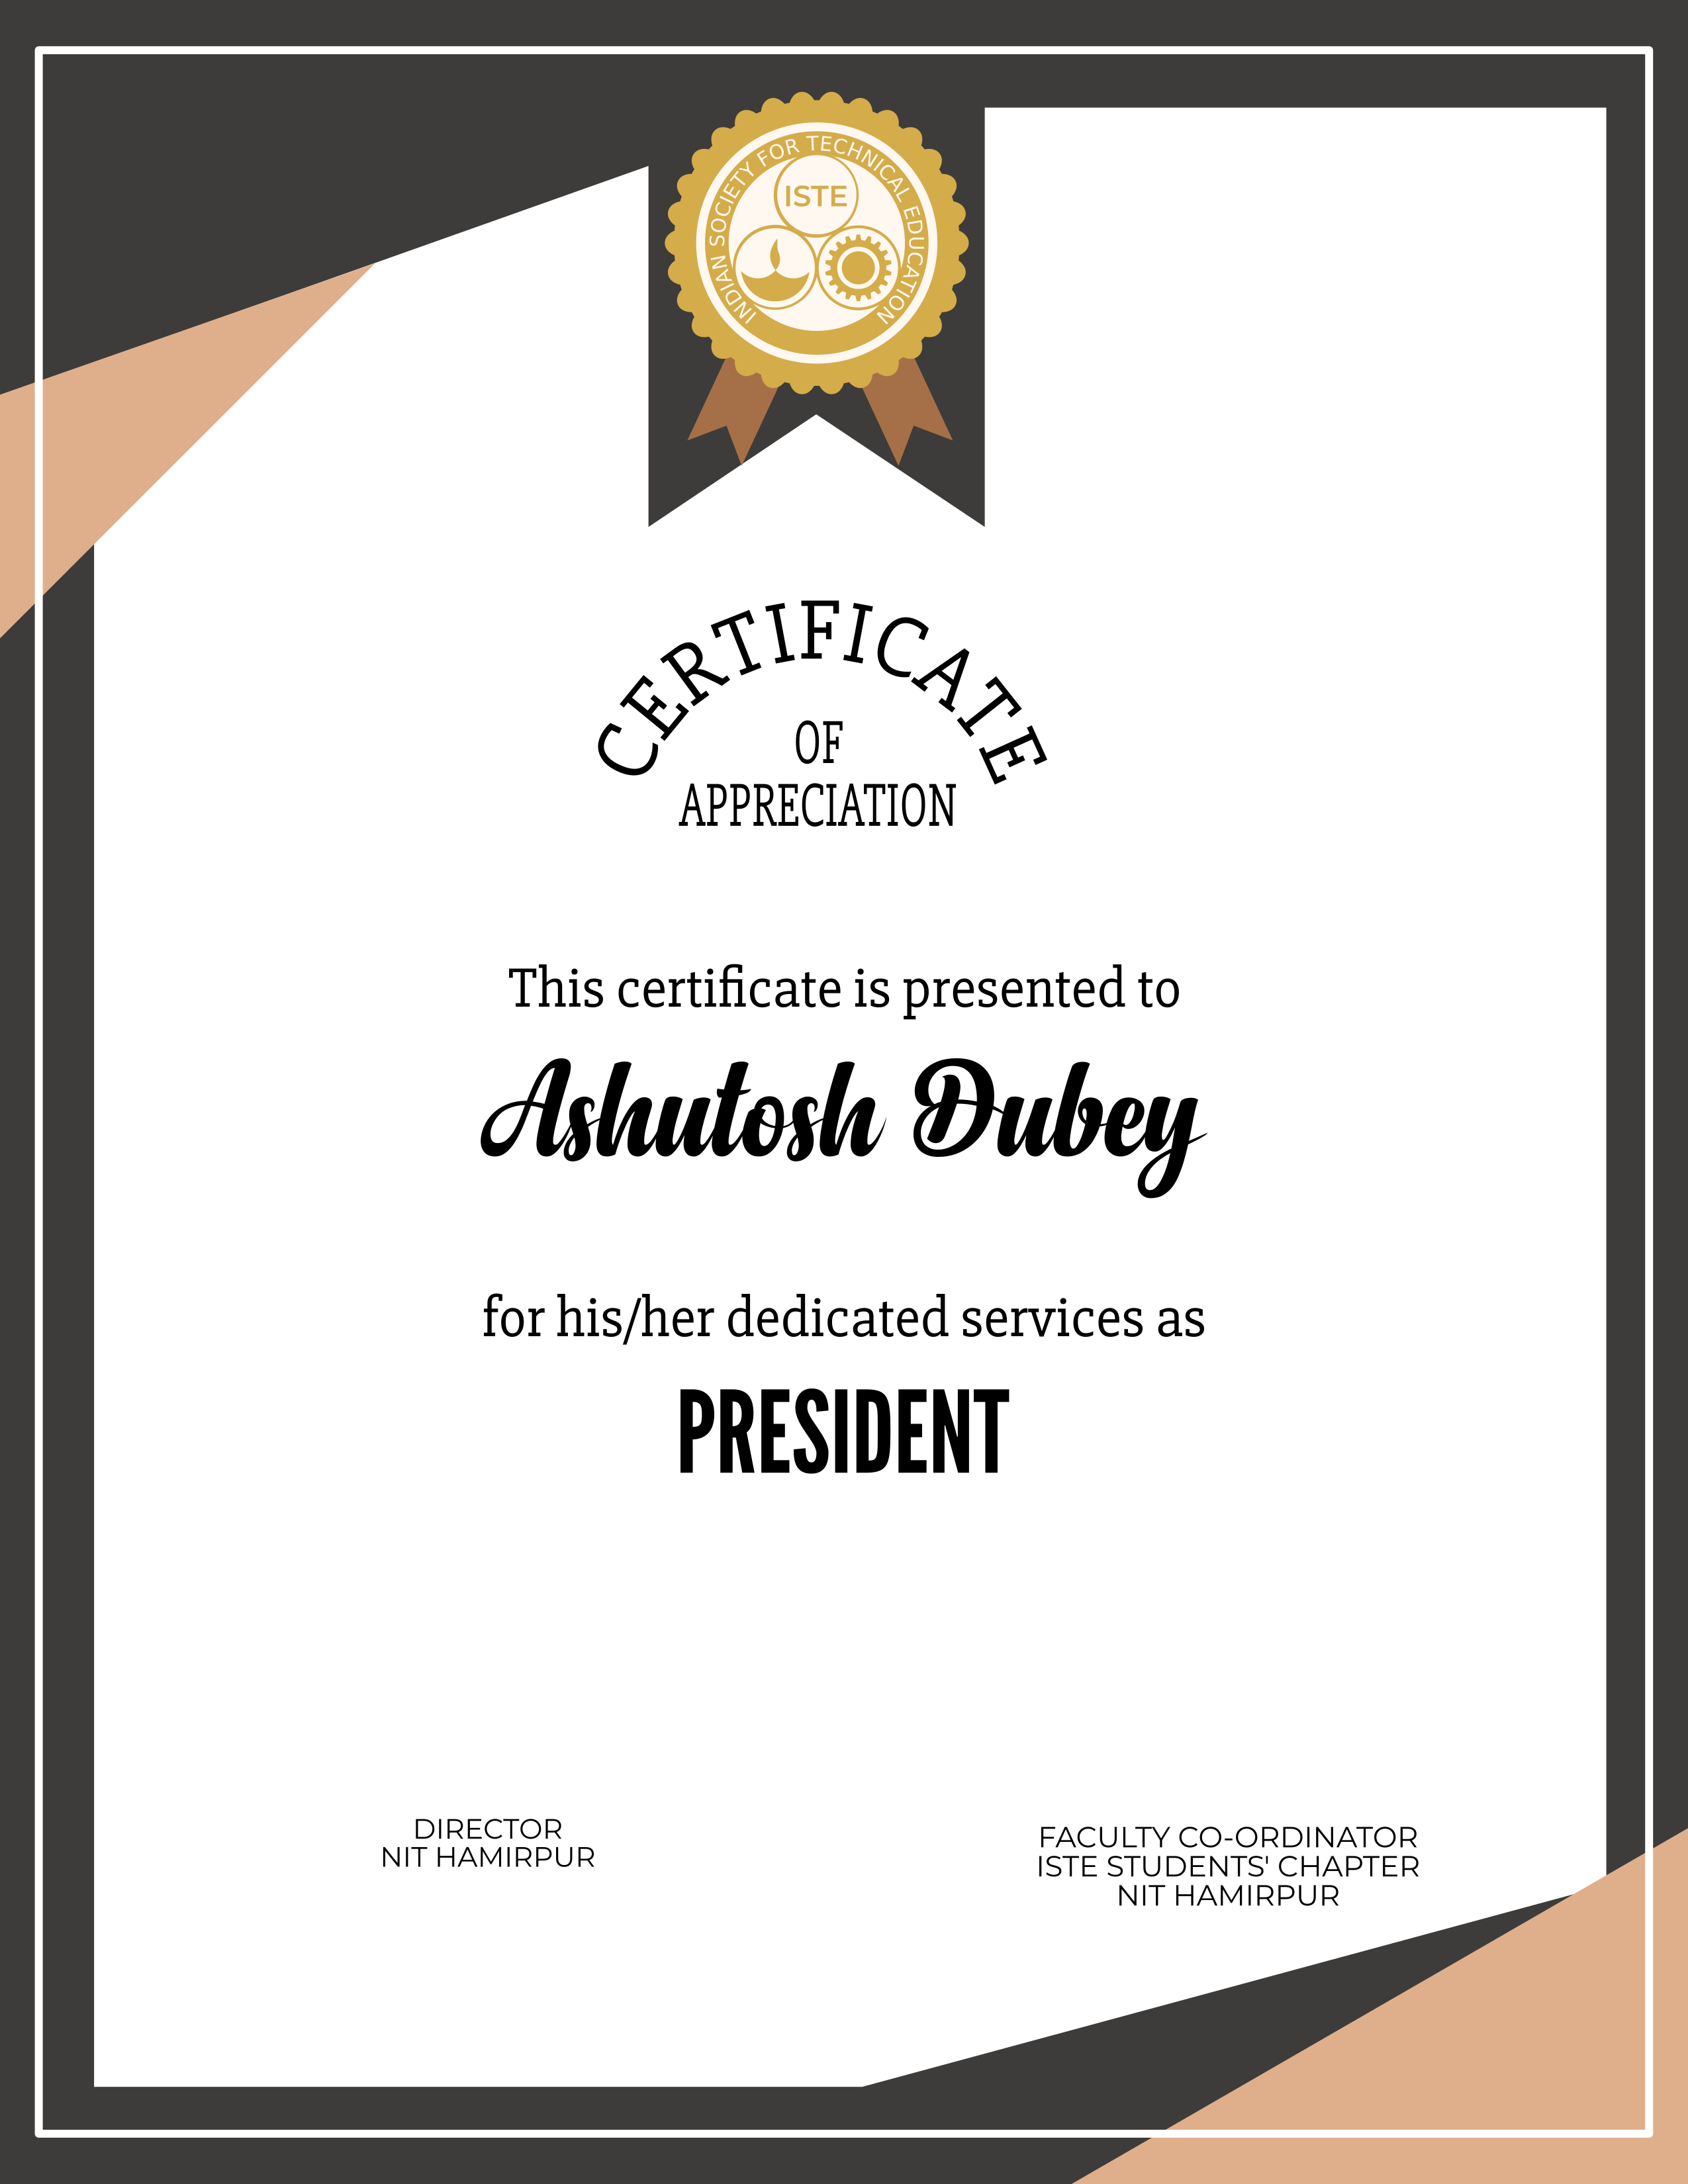 INDIAN SOCIETY FOR TECHNICAL EDUCATION
ISTE
CERTIFICATE
OF
APPRECIATION
This certificate is presented to
Ashutosh Dubey
for his/her dedicated services as
PRESIDENT
DIRECTOR
NIT HAMIRPUR
FACULTY CO-ORDINATOR
ISTE STUDENTS' CHAPTER
NIT HAMIRPUR